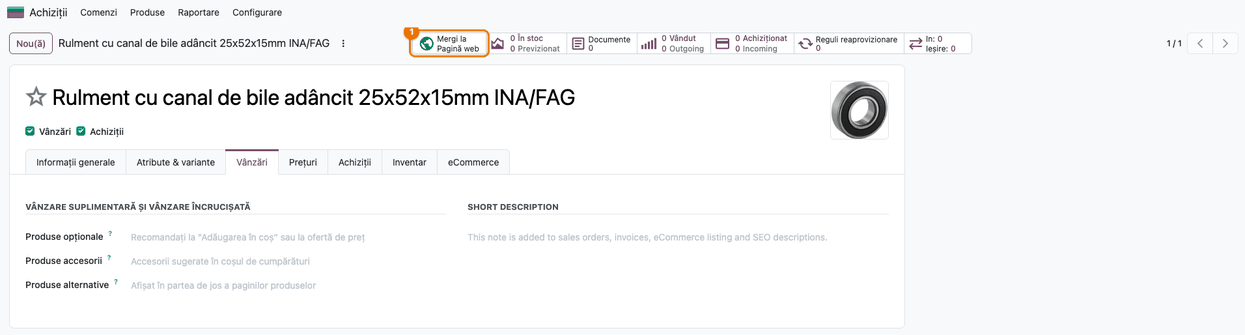 Achiziții Comenzi Produse Raportare Configurare
1
Nou(ă) Rulment cu canal de bile adâncit 25x52x15mm INA/FAG
Mergi la
Pagină web
0 În stoc
0 Previzionat
Documente
0
0 Vândut
0 Outgoing
0 Achiziționat
0 Incoming
Reguli reaprovizionare
0
In: 0
Ieșire: 0
1 / 1
Rulment cu canal de bile adâncit 25x52x15mm INA/FAG
Vânzări Achiziții
Informații generale Atribute & variante Vânzări Prețuri Achiziții Inventar eCommerce
VÂNZARE SUPLIMENTARĂ ȘI VÂNZARE ÎNCRUCIȘATĂ
Produse opționale ? Recomandați la "Adăugarea în coș" sau la ofertă de preț
Produse accesorii ? Accesorii sugerate în coșul de cumpărături
Produse alternative ? Afișat în partea de jos a paginilor produselor
SHORT DESCRIPTION
This note is added to sales orders, invoices, eCommerce listing and SEO descriptions.